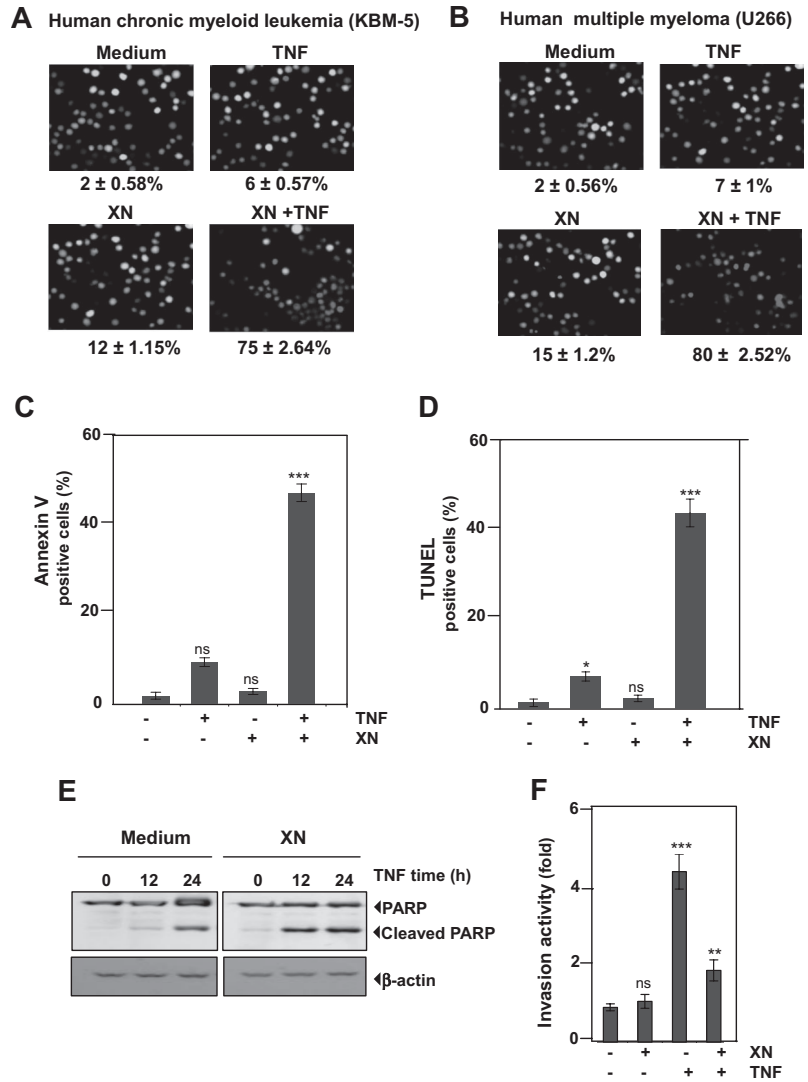 A Human chronic myeloid leukemia (KBM-5)
Medium TNF
2 ± 0.58% 6 ± 0.57%
XN XN +TNF
12 ± 1.15% 75 ± 2.64%
B Human multiple myeloma (U266)
Medium TNF
2 ± 0.56% 7 ± 1%
XN XN + TNF
15 ± 1.2% 80 ± 2.52%
C
Annexin V
positive cells (%)
60
40
20
0
ns
ns
***
- + - + TNF
- - + + XN
D
TUNEL
positive cells (%)
60
40
20
0
*
ns
***
- + - + TNF
- - + + XN
E
Medium XN
0 12 24 0 12 24 TNF time (h)
PARP
Cleaved PARP
β-actin
F
Invasion activity (fold)
6
4
2
0
ns
***
**
- + - + XN
- - + + TNF